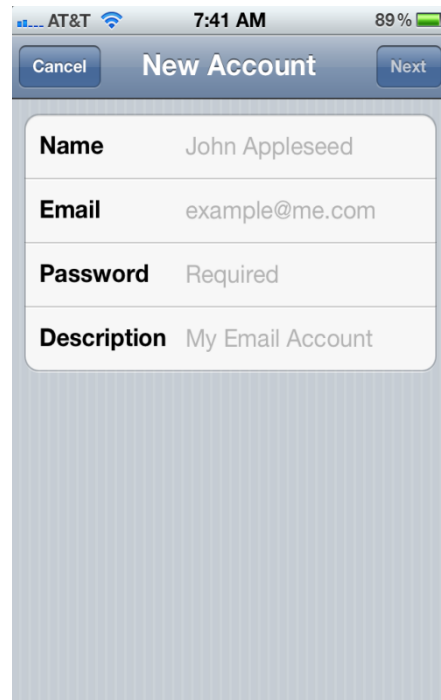 AT&T 7:41 AM 89%
Cancel New Account Next
Name John Appleseed
Email example@me.com
Password Required
Description My Email Account